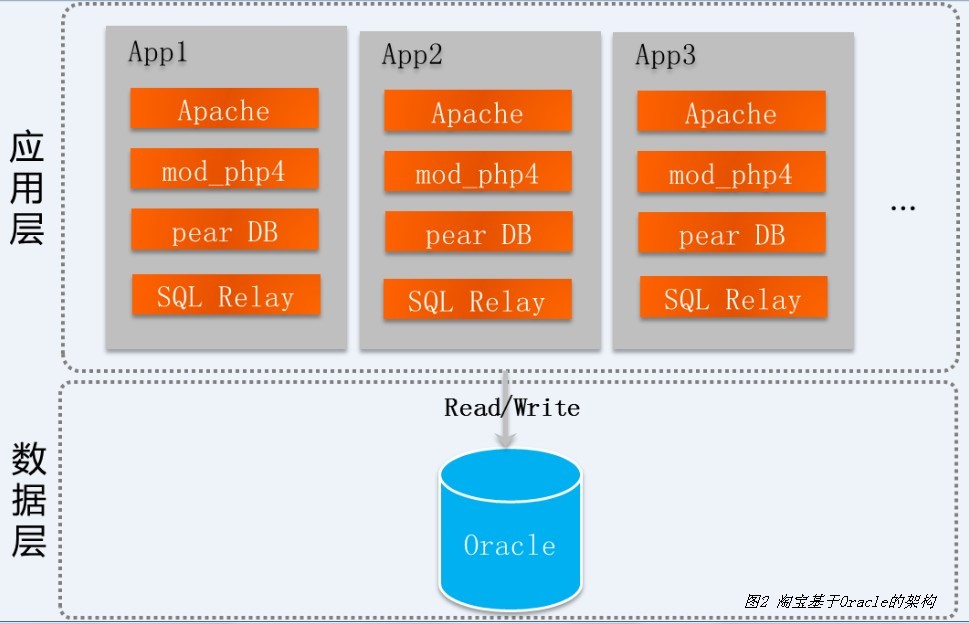 应用层
App1
Apache
mod_php4
pear DB
SQL Relay
App2
Apache
mod_php4
pear DB
SQL Relay
App3
Apache
mod_php4
pear DB
SQL Relay
...
数据层
Read/Write
Oracle
图2 淘宝基于Oracle的架构